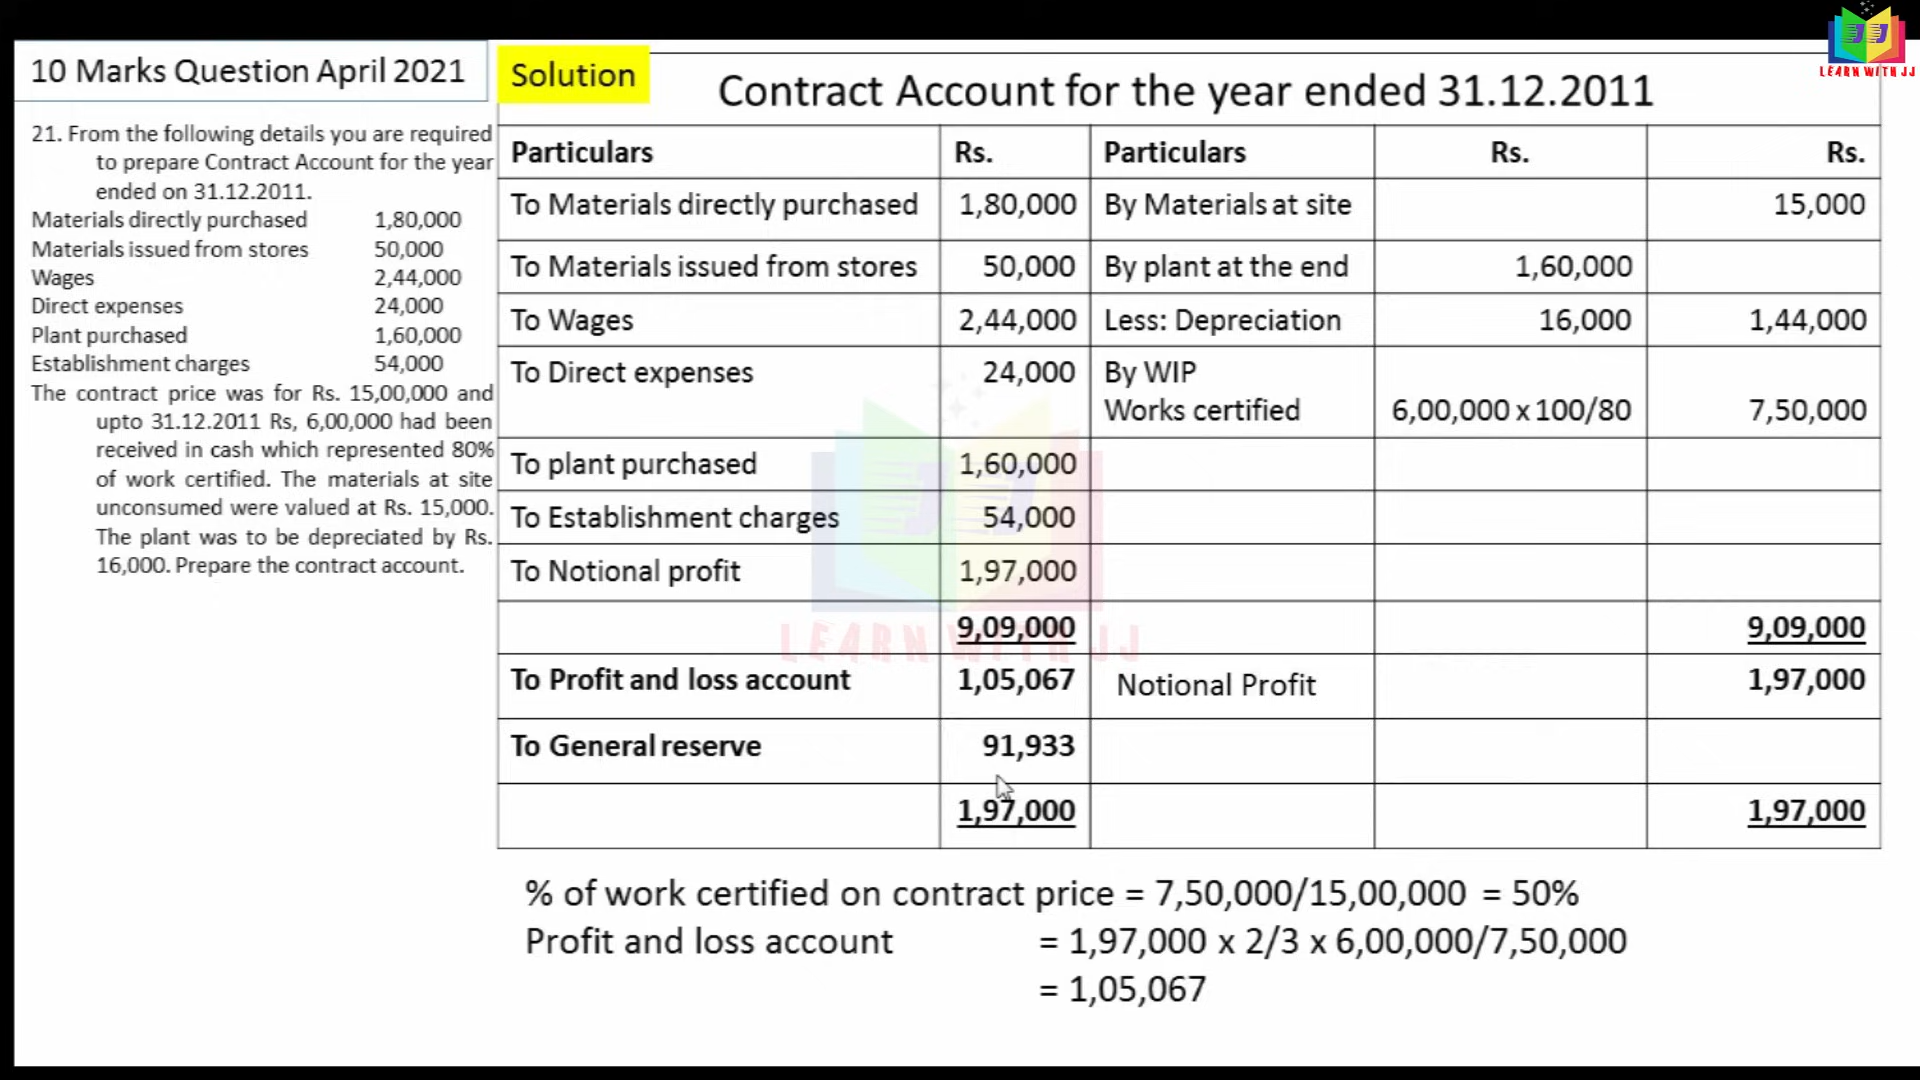 LEARN WITH JJ
10 Marks Question April 2021
21. From the following details you are required
to prepare Contract Account for the year
ended on 31.12.2011.
Materials directly purchased 1,80,000
Materials issued from stores 50,000
Wages 2,44,000
Direct expenses 24,000
Plant purchased 1,60,000
Establishment charges 54,000
The contract price was for Rs. 15,00,000 and
upto 31.12.2011 Rs, 6,00,000 had been
received in cash which represented 80%
of work certified. The materials at site
unconsumed were valued at Rs. 15,000.
The plant was to be depreciated by Rs.
16,000. Prepare the contract account.
Solution
Contract Account for the year ended 31.12.2011
Particulars Rs. Particulars Rs. Rs.
To Materials directly purchased 1,80,000 By Materials at site 15,000
To Materials issued from stores 50,000 By plant at the end 1,60,000
To Wages 2,44,000 Less: Depreciation 16,000 1,44,000
To Direct expenses 24,000 By WIP
Works certified 6,00,000 x 100/80 7,50,000
To plant purchased 1,60,000
To Establishment charges 54,000
To Notional profit 1,97,000
9,09,000 9,09,000
LEARN WITH JJ
To Profit and loss account 1,05,067 Notional Profit 1,97,000
To General reserve 91,933
1,97,000 1,97,000
% of work certified on contract price = 7,50,000/15,00,000 = 50%
Profit and loss account = 1,97,000 x 2/3 x 6,00,000/7,50,000
= 1,05,067